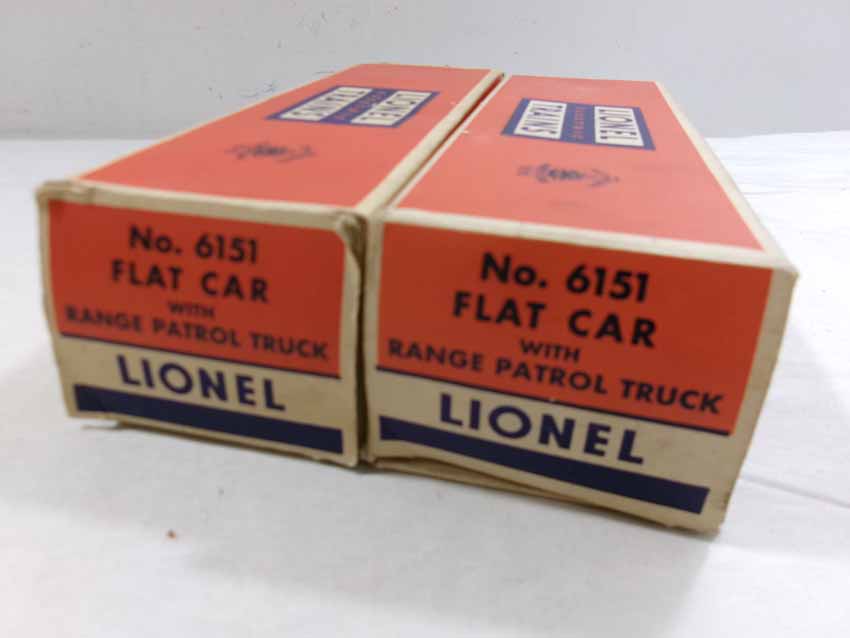 LIONEL
TRAINS
LIONEL
TRAINS
No. 6151
FLAT CAR
WITH
RANGE PATROL TRUCK
LIONEL
No. 6151
FLAT CAR
WITH
RANGE PATROL TRUCK
LIONEL